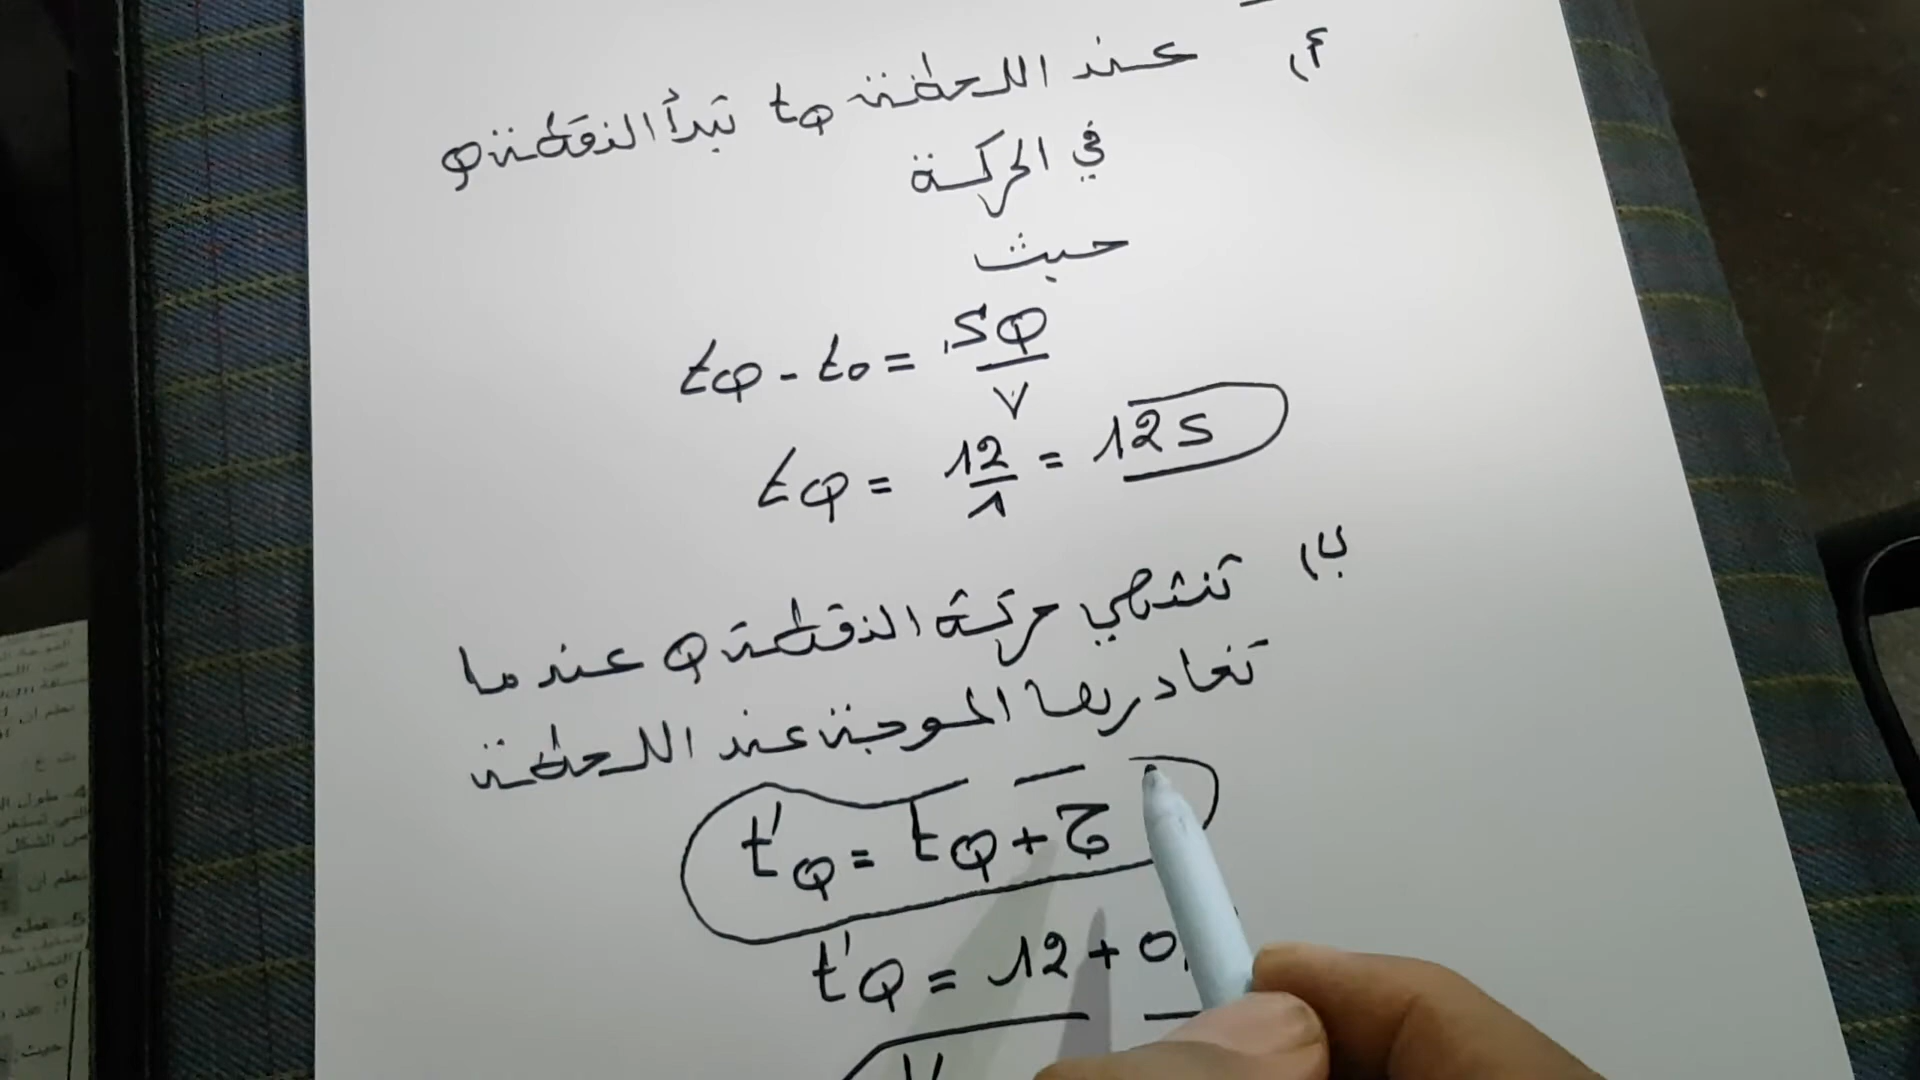 أ) عند اللحظة tQ تبدأ النقطة Q
في الحركة
حيث
tQ - t0 = SQ / V
tQ = 12 / 1 = 12 s
ب) تنتهي حركة النقطة Q عندما
تغادرها الموجة عند اللحظة
t'Q = tQ + τ
t'Q = 12 + 0,